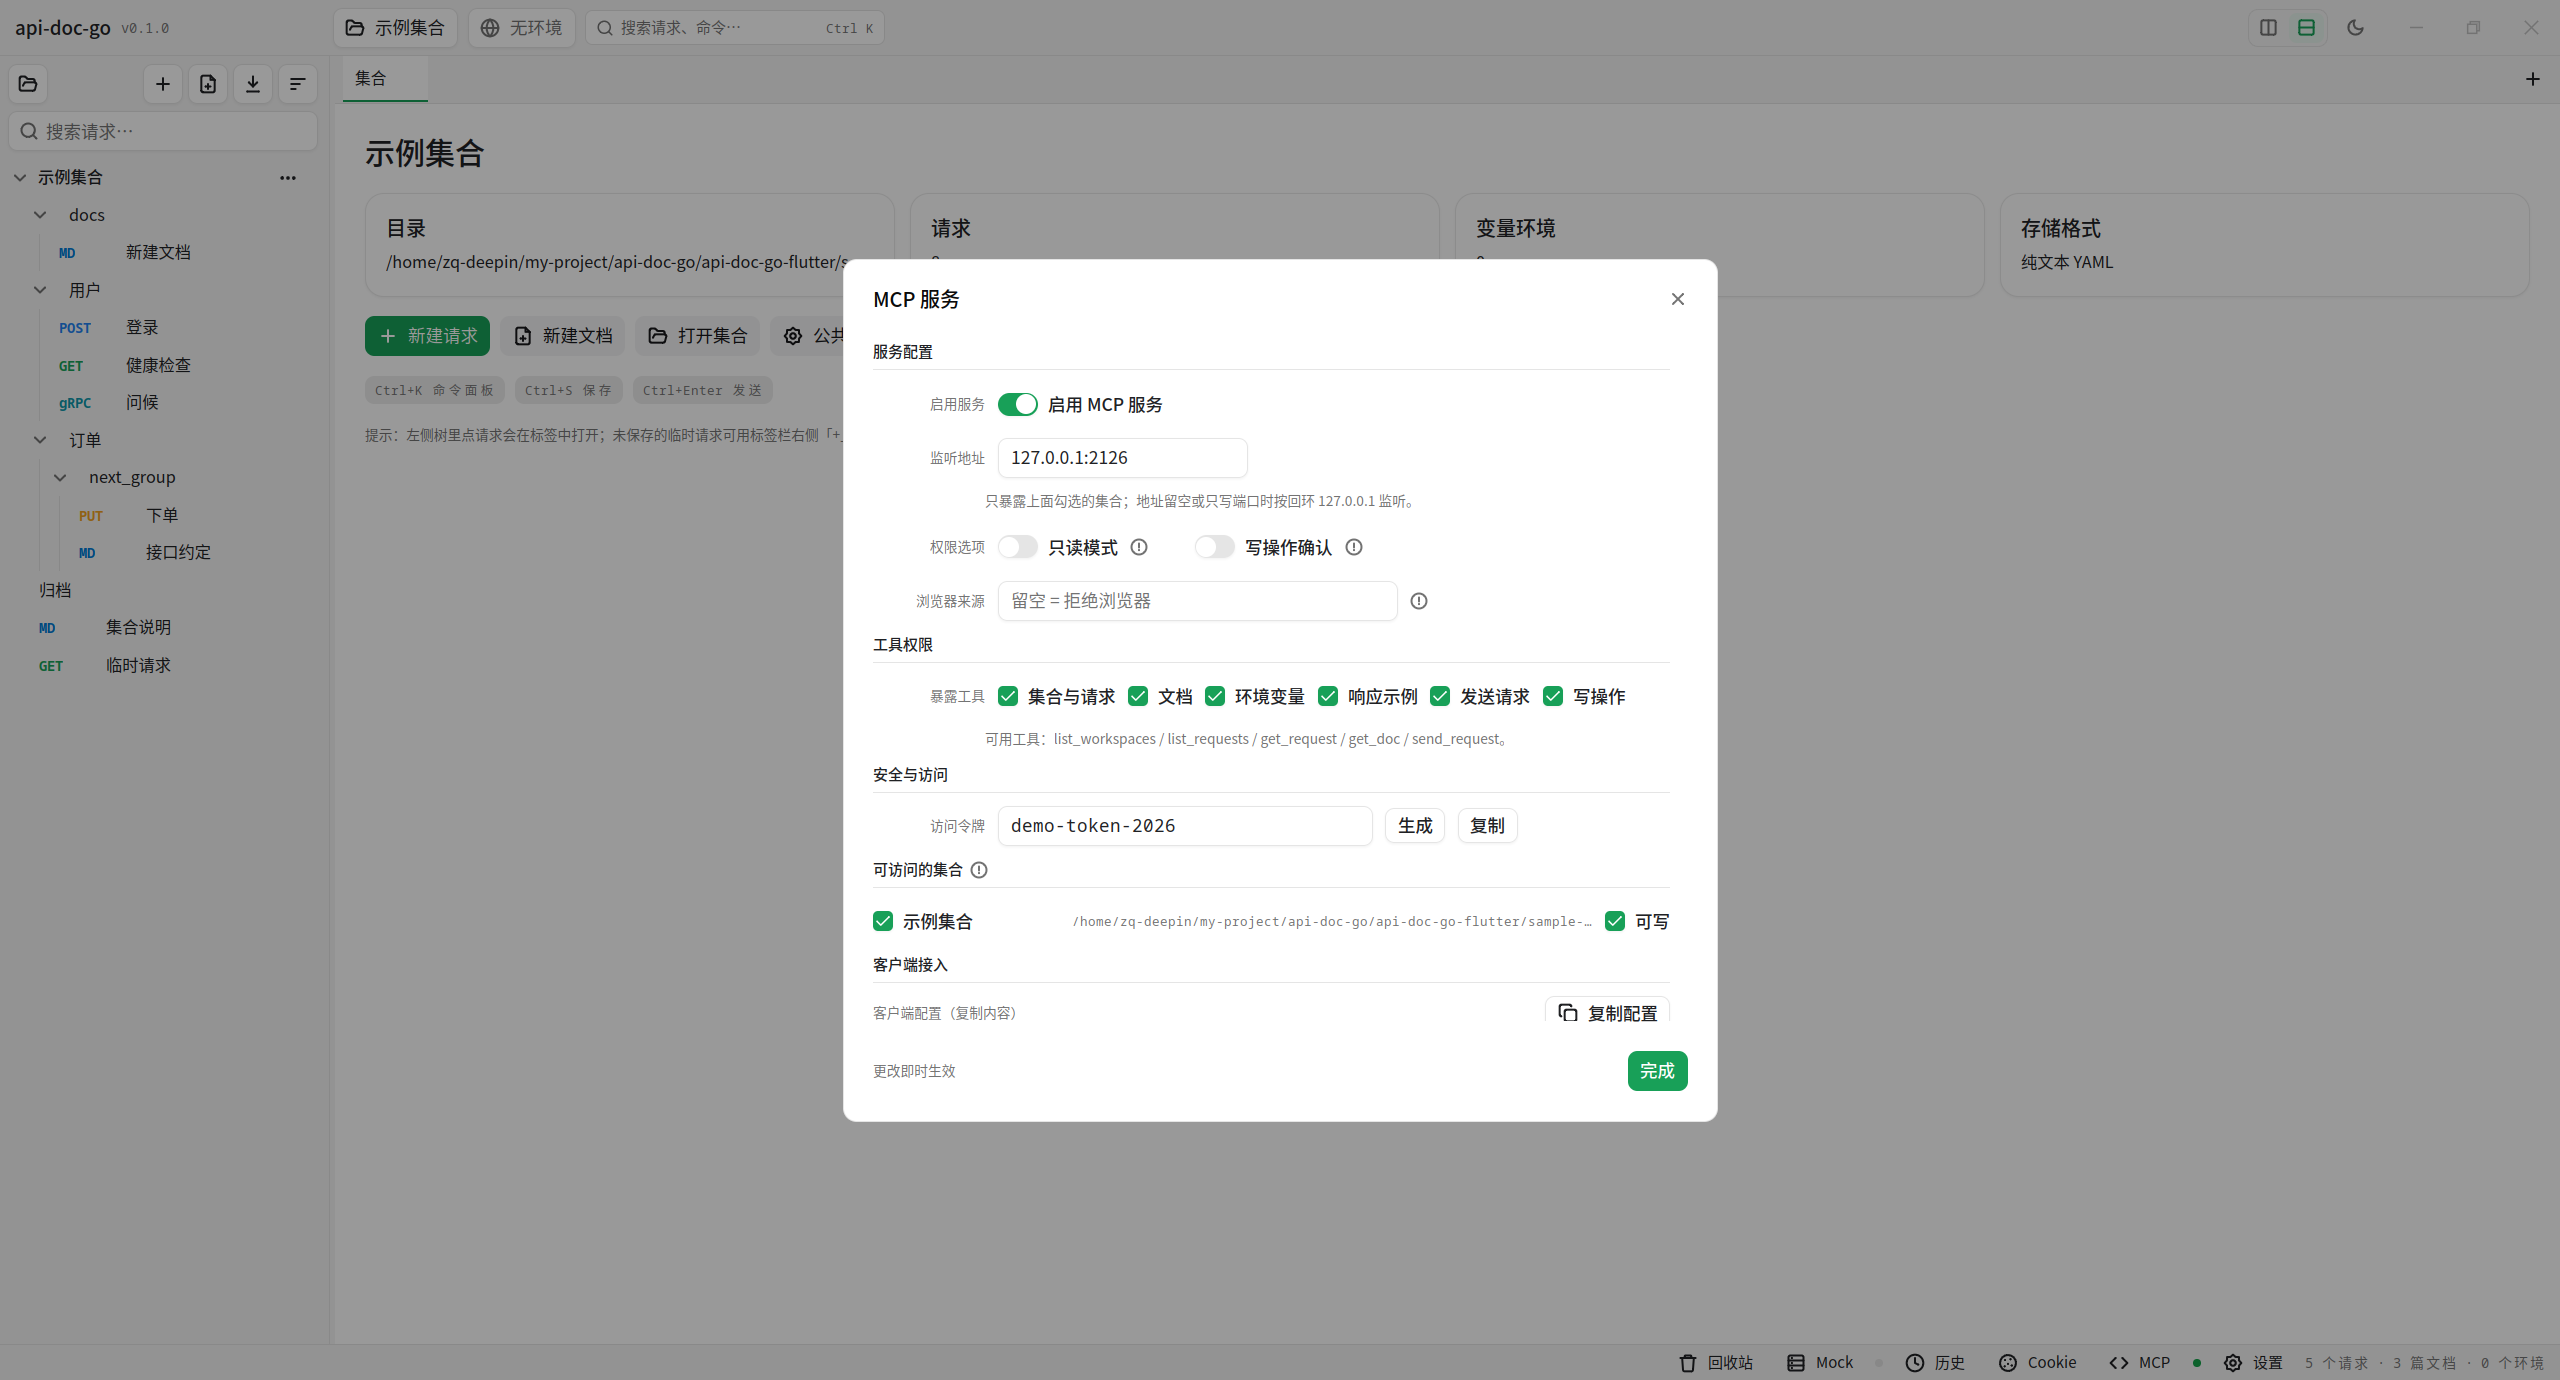 api-doc-go v0.1.0
示例集合
无环境
搜索请求、命令… Ctrl K
搜索请求…
示例集合
docs
MD 新建文档
用户
POST 登录
GET 健康检查
gRPC 问候
订单
next_group
PUT 下单
MD 接口约定
归档
MD 集合说明
GET 临时请求
集合
示例集合
目录
/home/zq-deepin/my-project/api-doc-go/api-doc-go-flutter/s
请求
变量环境
存储格式
纯文本 YAML
新建请求 新建文档 打开集合 公共
Ctrl+K 命令面板 Ctrl+S 保存 Ctrl+Enter 发送
提示：左侧树里点请求会在标签中打开；未保存的临时请求可用标签栏右侧「+
MCP 服务
服务配置
启用服务 启用 MCP 服务
监听地址 127.0.0.1:2126
只暴露上面勾选的集合；地址留空或只写端口时按回环 127.0.0.1 监听。
权限选项 只读模式 写操作确认
浏览器来源 留空 = 拒绝浏览器
工具权限
暴露工具 集合与请求 文档 环境变量 响应示例 发送请求 写操作
可用工具：list_workspaces / list_requests / get_request / get_doc / send_request。
安全与访问
访问令牌 demo-token-2026 生成 复制
可访问的集合
示例集合 /home/zq-deepin/my-project/api-doc-go/api-doc-go-flutter/sample-… 可写
客户端接入
客户端配置（复制内容） 复制配置
更改即时生效 完成
回收站 Mock 历史 Cookie MCP 设置 5 个请求 · 3 篇文档 · 0 个环境